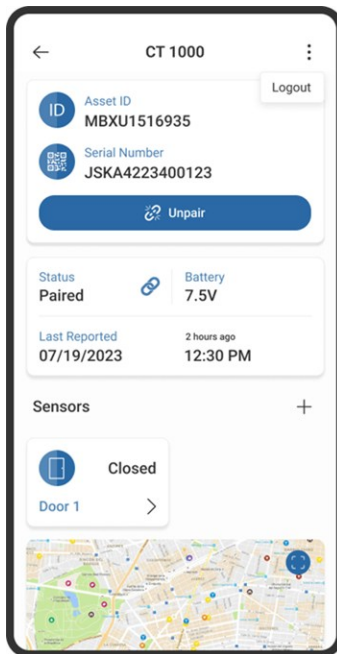 CT 1000
Logout
ID
Asset ID
MBXU1516935
Serial Number
JSKA4223400123
Unpair
Status
Paired
Battery
7.5V
Last Reported
07/19/2023
2 hours ago
12:30 PM
Sensors
Closed
Door 1